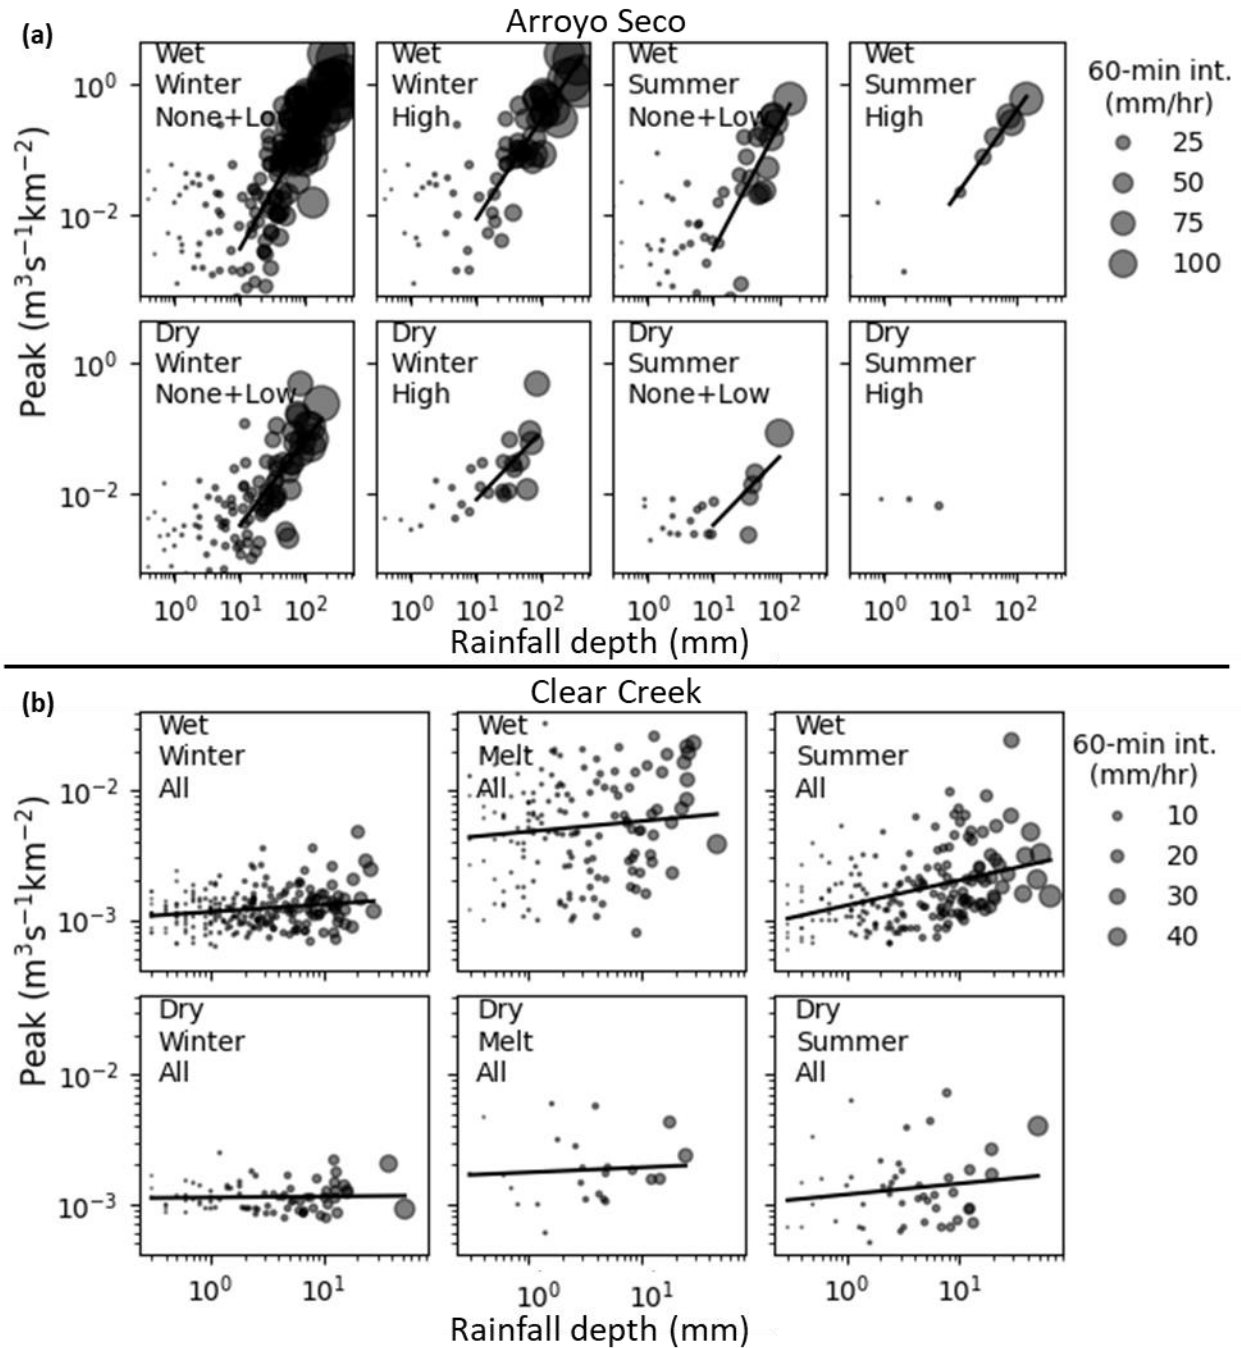 (a)
Arroyo Seco
Peak (m³s⁻¹km⁻²)
10⁰
10⁻²
Wet
Winter
None+Low
Wet
Winter
High
Wet
Summer
None+Low
Wet
Summer
High
60-min int.
(mm/hr)
25
50
75
100
10⁰
10⁻²
Dry
Winter
None+Low
Dry
Winter
High
Dry
Summer
None+Low
Dry
Summer
High
10⁰ 10¹ 10² 10⁰ 10¹ 10² 10⁰ 10¹ 10² 10⁰ 10¹ 10²
Rainfall depth (mm)
(b)
Clear Creek
Peak (m³s⁻¹km⁻²)
10⁻²
10⁻³
Wet
Winter
All
Wet
Melt
All
Wet
Summer
All
60-min int.
(mm/hr)
10
20
30
40
10⁻²
10⁻³
Dry
Winter
All
Dry
Melt
All
Dry
Summer
All
10⁰ 10¹ 10⁰ 10¹ 10⁰ 10¹
Rainfall depth (mm)